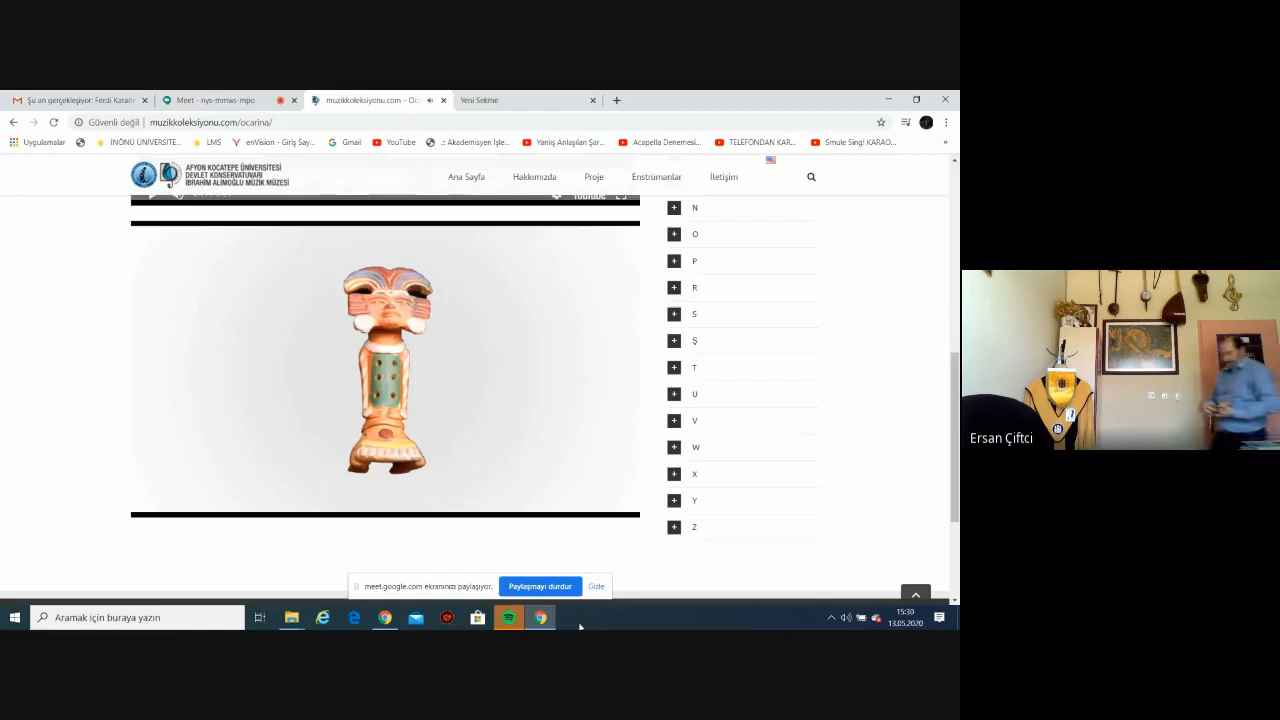 Şu an gerçekleşiyor: Ferdi Karaön
Meet - nys-mmws-mpo
muzikkoleksiyonu.com – Oca
Yeni Sekme
Güvenli değil
muzikkoleksiyonu.com/ocarina/
Uygulamalar
İNÖNÜ ÜNİVERSİTE...
LMS
enVision - Giriş Say...
Gmail
YouTube
.: Akademisyen İşle...
Yanlış Anlaşılan Şar...
Acapella Denemesi...
TELEFONDAN KAR...
Smule Sing! KARAO...
AFYON KOCATEPE ÜNİVERSİTESİ
DEVLET KONSERVATUVARI
İBRAHİM ALİMOĞLU MÜZİK MÜZESİ
Ana Sayfa
Hakkımızda
Proje
Enstrümanlar
İletişim
N
O
P
R
S
Ş
T
U
V
W
X
Y
Z
Ersan Çiftci
meet.google.com ekranınızı paylaşıyor.
Paylaşmayı durdur
Gizle
Aramak için buraya yazın
15:30
13.05.2020